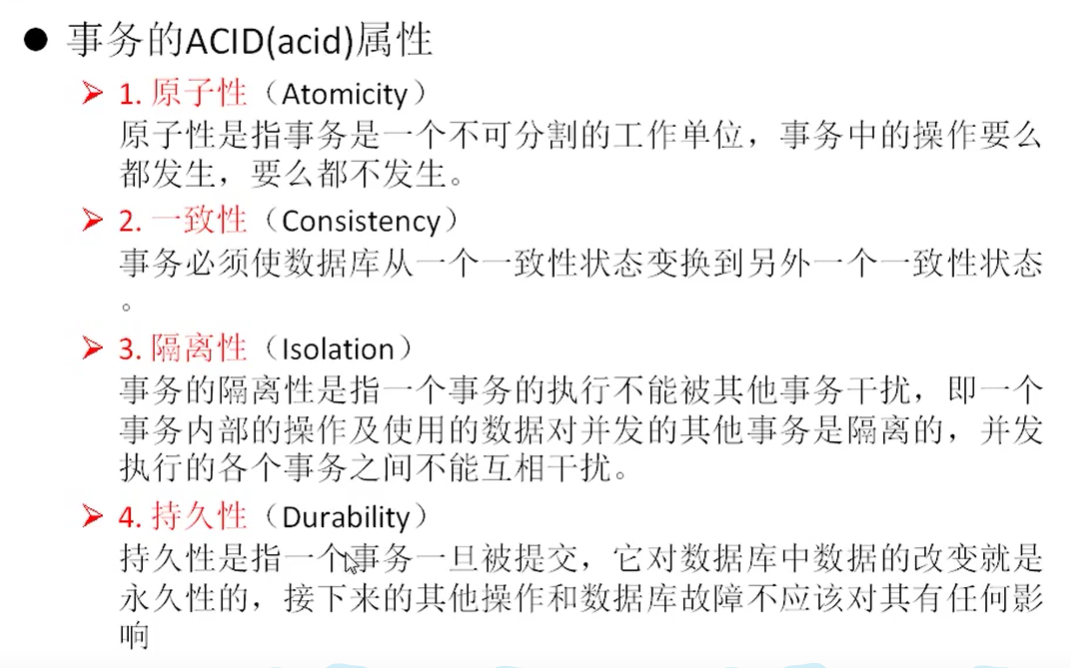 ● 事务的ACID(acid)属性
➢ 1. 原子性（Atomicity）
原子性是指事务是一个不可分割的工作单位，事务中的操作要么
都发生，要么都不发生。
➢ 2. 一致性（Consistency）
事务必须使数据库从一个一致性状态变换到另外一个一致性状态
。
➢ 3. 隔离性（Isolation）
事务的隔离性是指一个事务的执行不能被其他事务干扰，即一个
事务内部的操作及使用的数据对并发的其他事务是隔离的，并发
执行的各个事务之间不能互相干扰。
➢ 4. 持久性（Durability）
持久性是指一个事务一旦被提交，它对数据库中数据的改变就是
永久性的，接下来的其他操作和数据库故障不应该对其有任何影
响